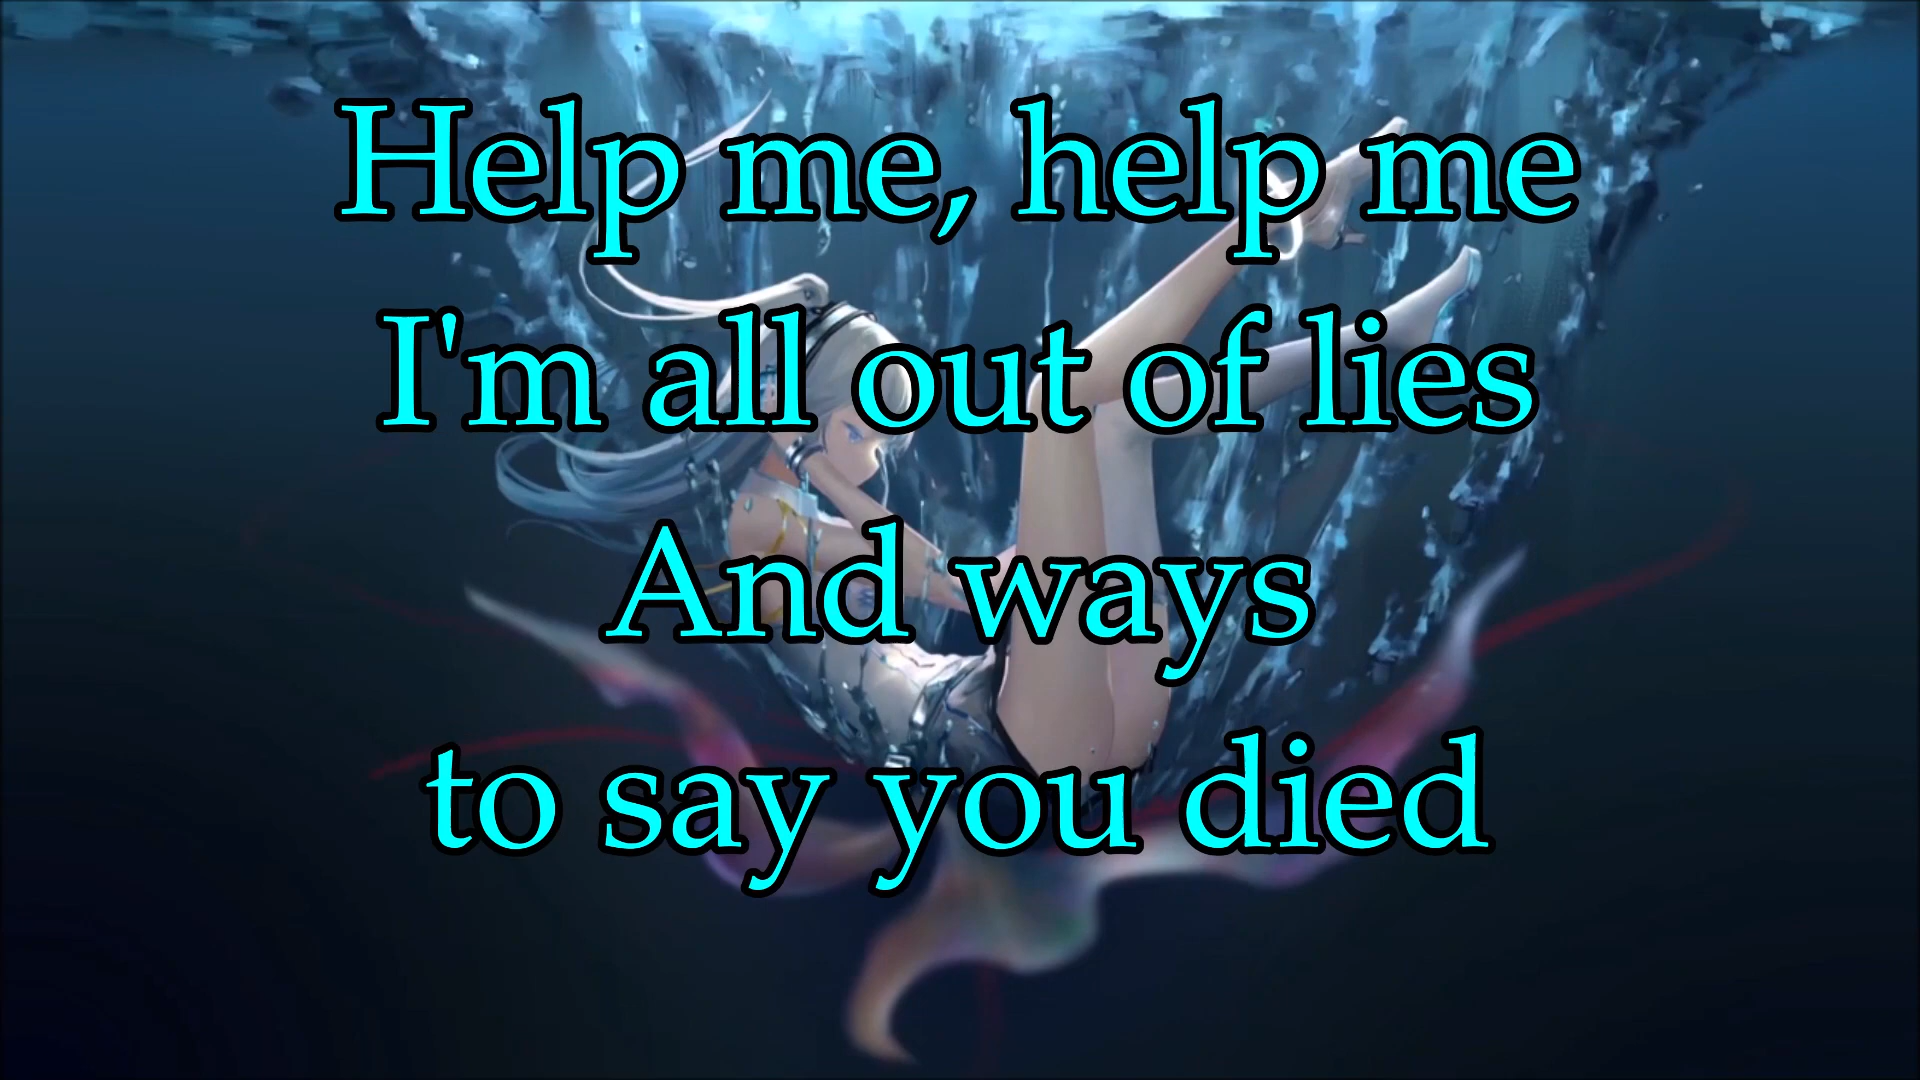 Help me, help me
I'm all out of lies
And ways
to say you died